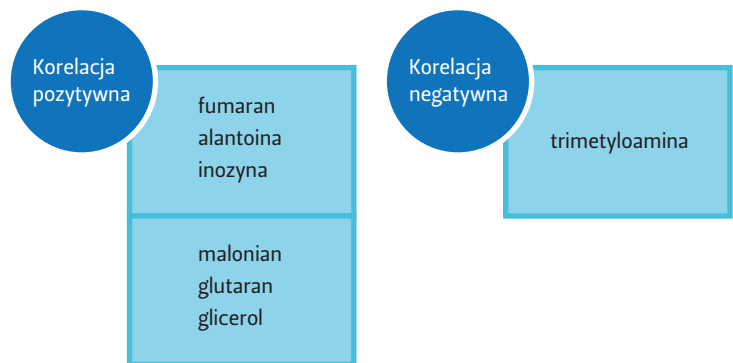 Korelacja
pozytywna
fumaran
alantoina
inozyna
malonian
glutaran
glicerol
Korelacja
negatywna
trimetyloamina